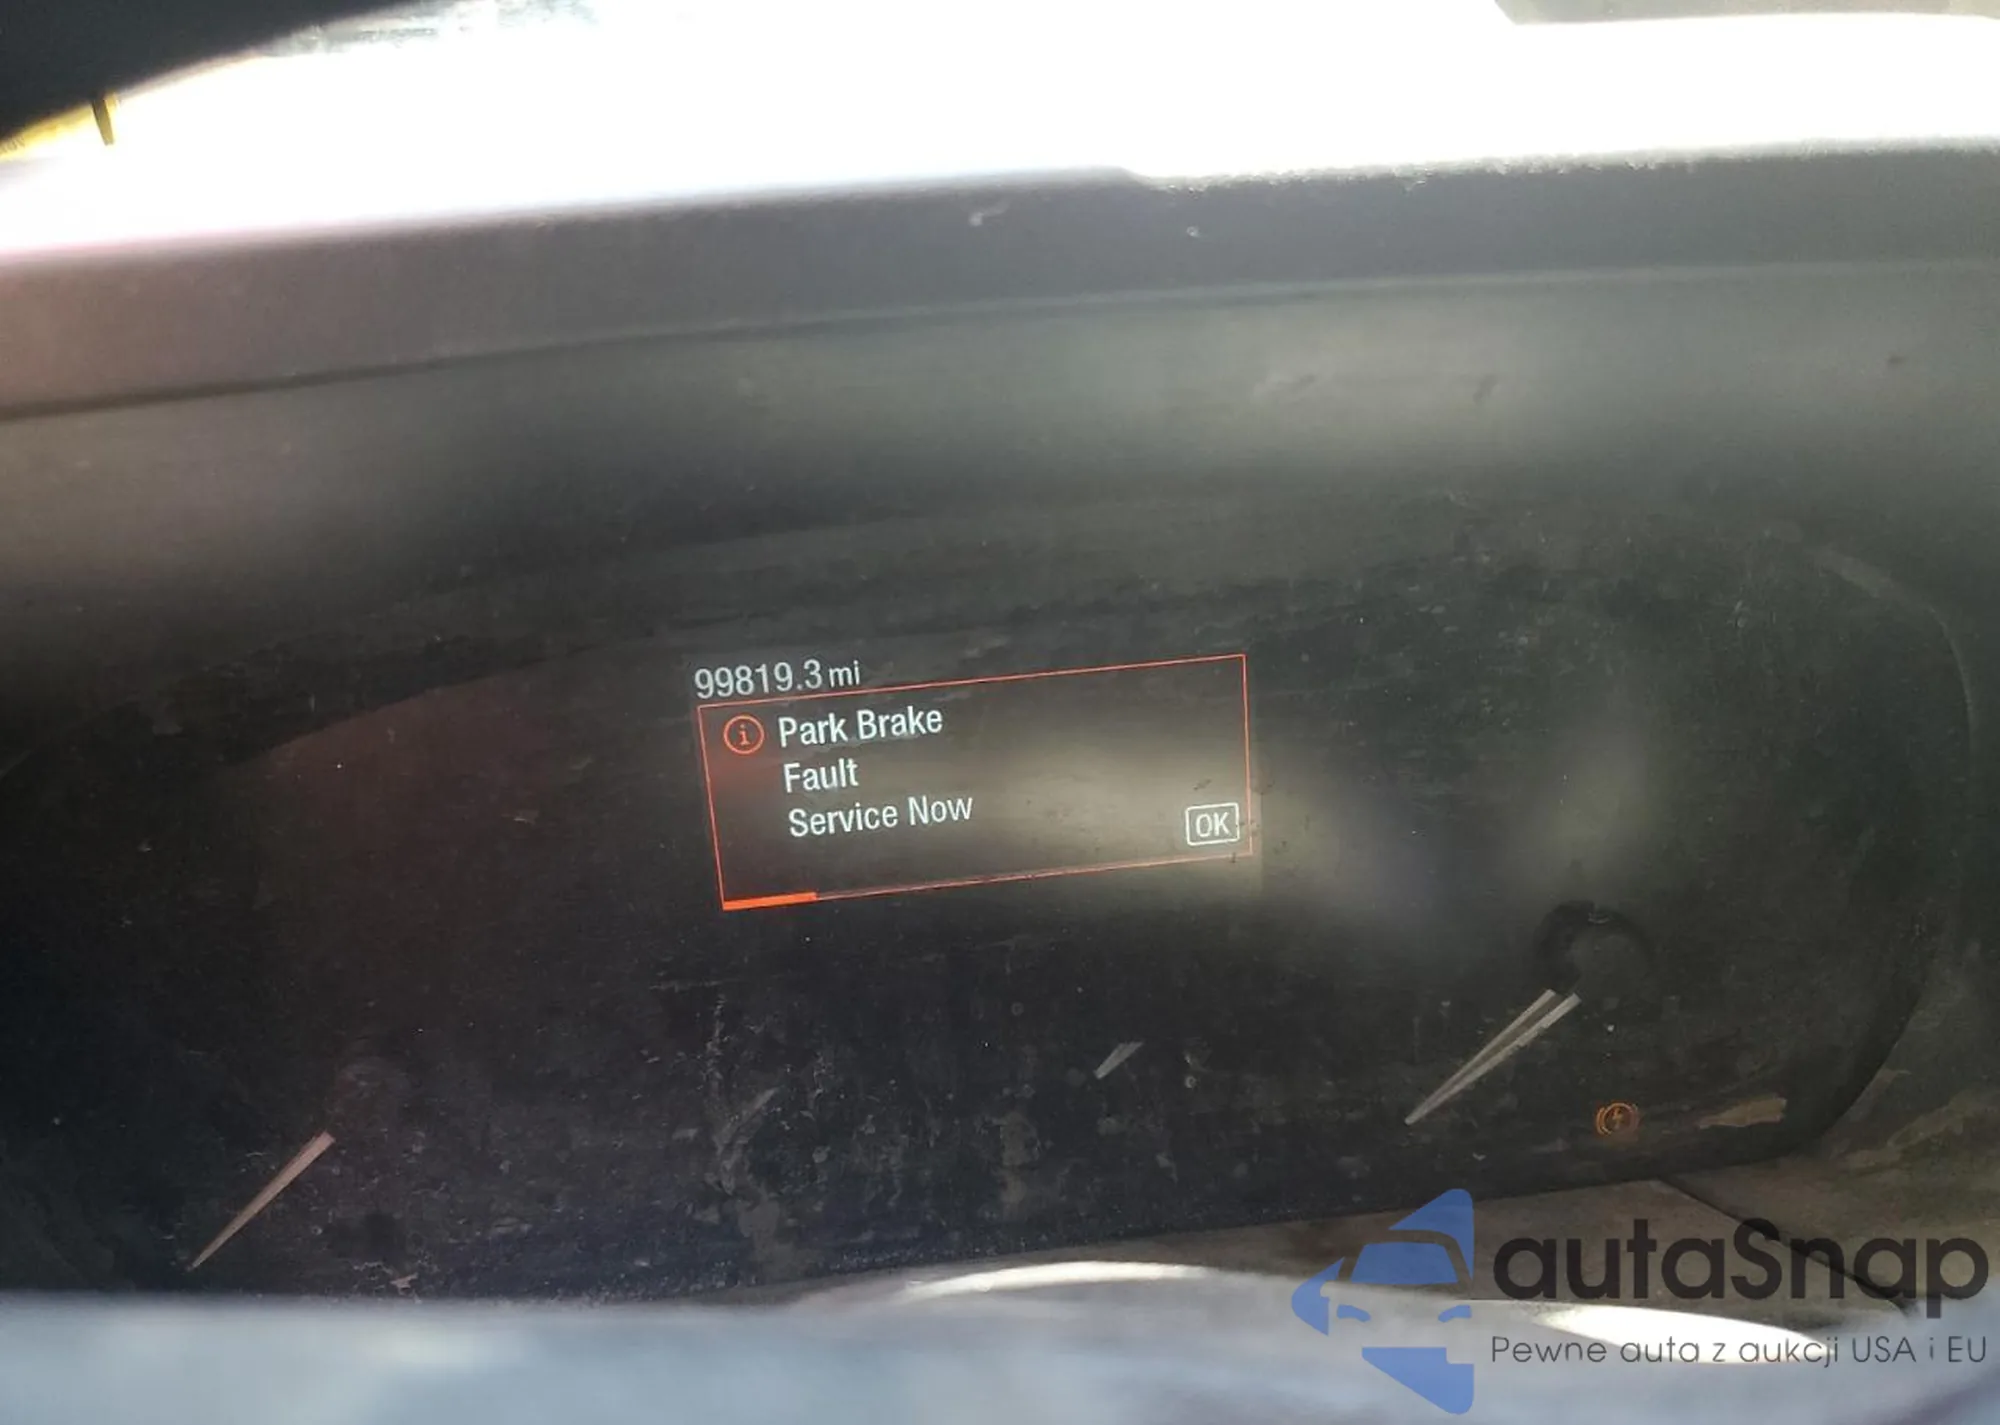 99819.3 mi
Park Brake
Fault
Service Now
OK
autaSnap
Pewne auta z aukcji USA i EU